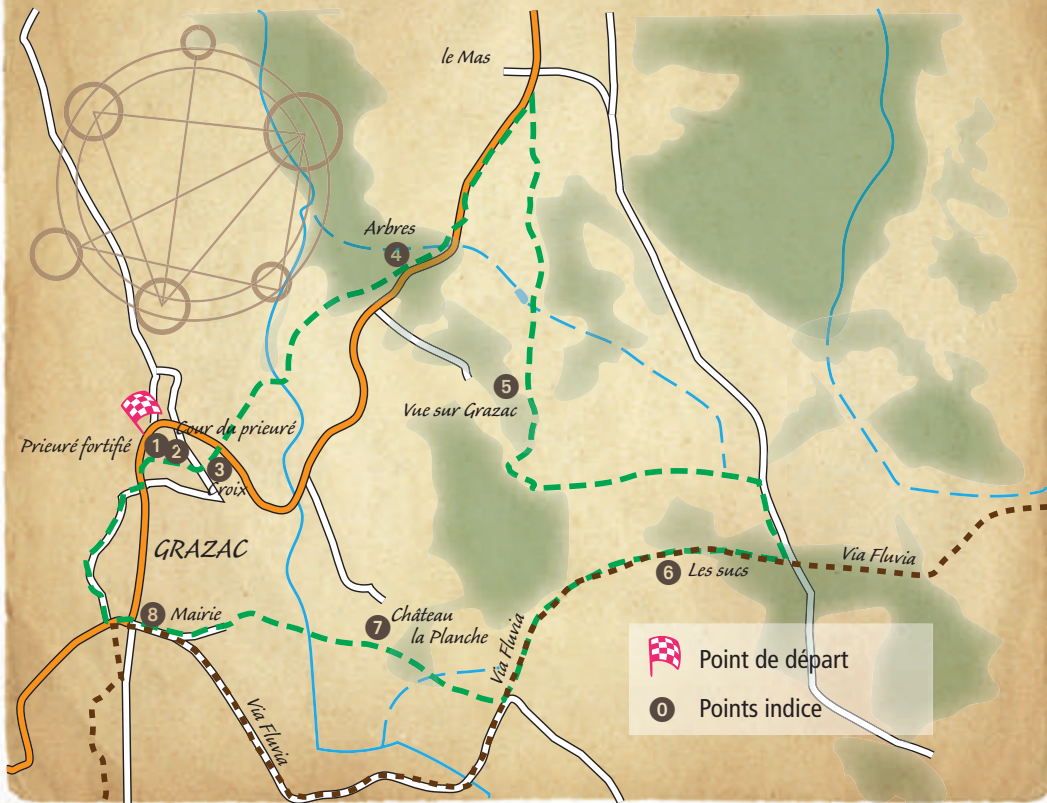 le Mas
Arbres
4
5
Vue sur Grazac
Cour du prieuré
Prieuré fortifié
1
2
3
Croix
GRAZAC
Via Fluvia
6
Les sucs
8
Mairie
7
Château
la Planche
Via Fluvia
Via Fluvia
Point de départ
0
Points indice